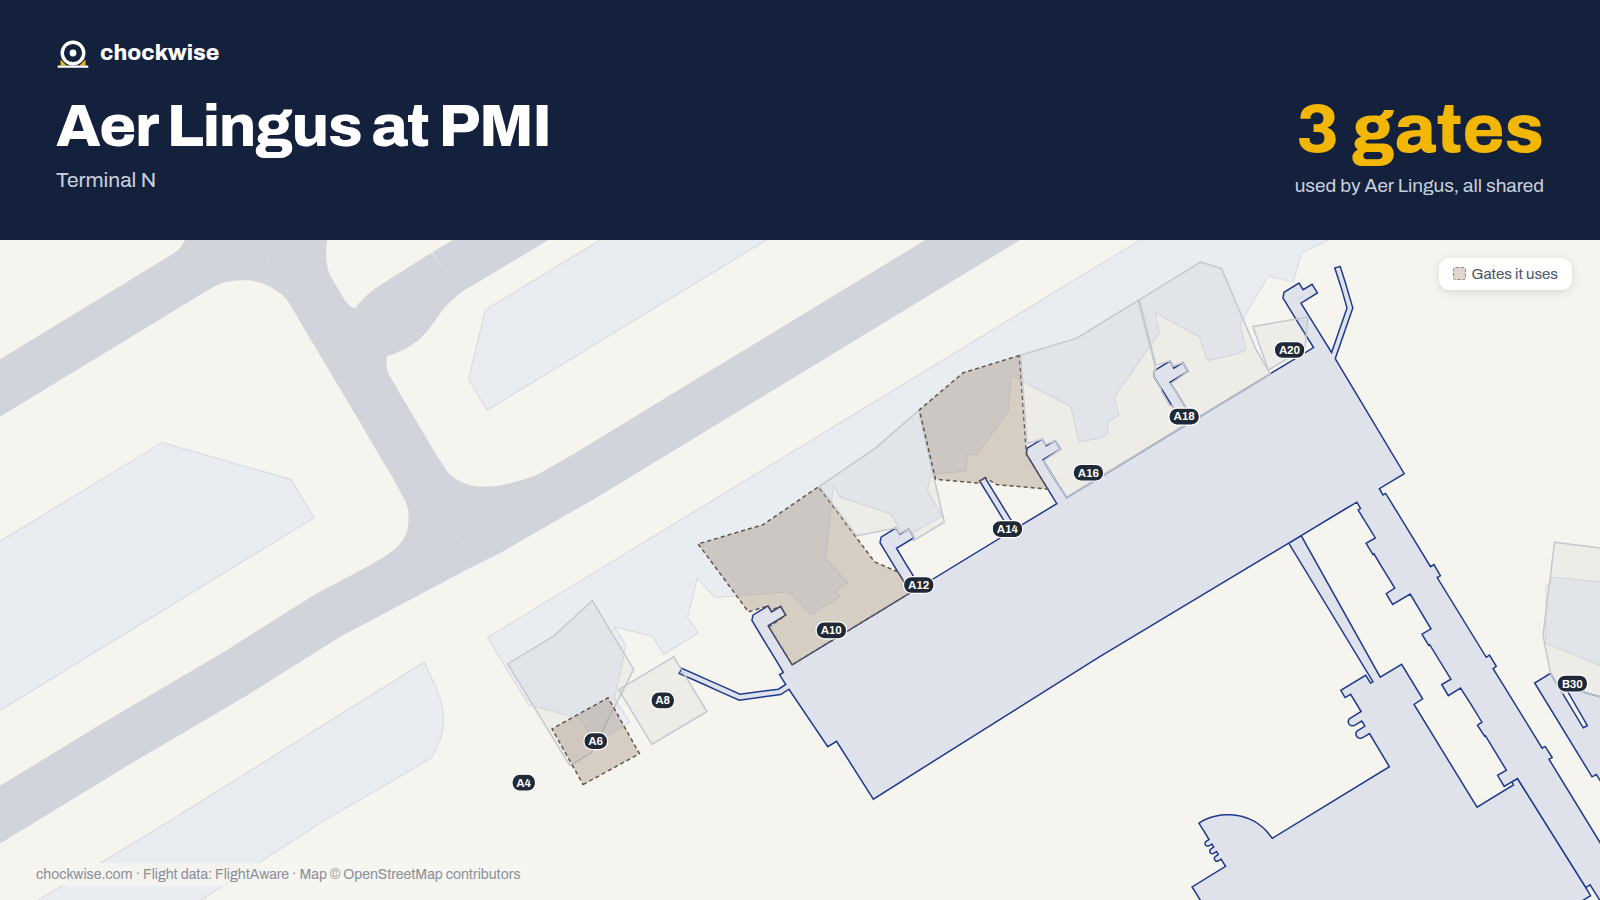 chockwise
Aer Lingus at PMI
Terminal N
3 gates
used by Aer Lingus, all shared
Gates it uses
A20
A18
A16
A14
A12
A10
A8
A6
A4
B30
chockwise.com · Flight data: FlightAware · Map © OpenStreetMap contributors